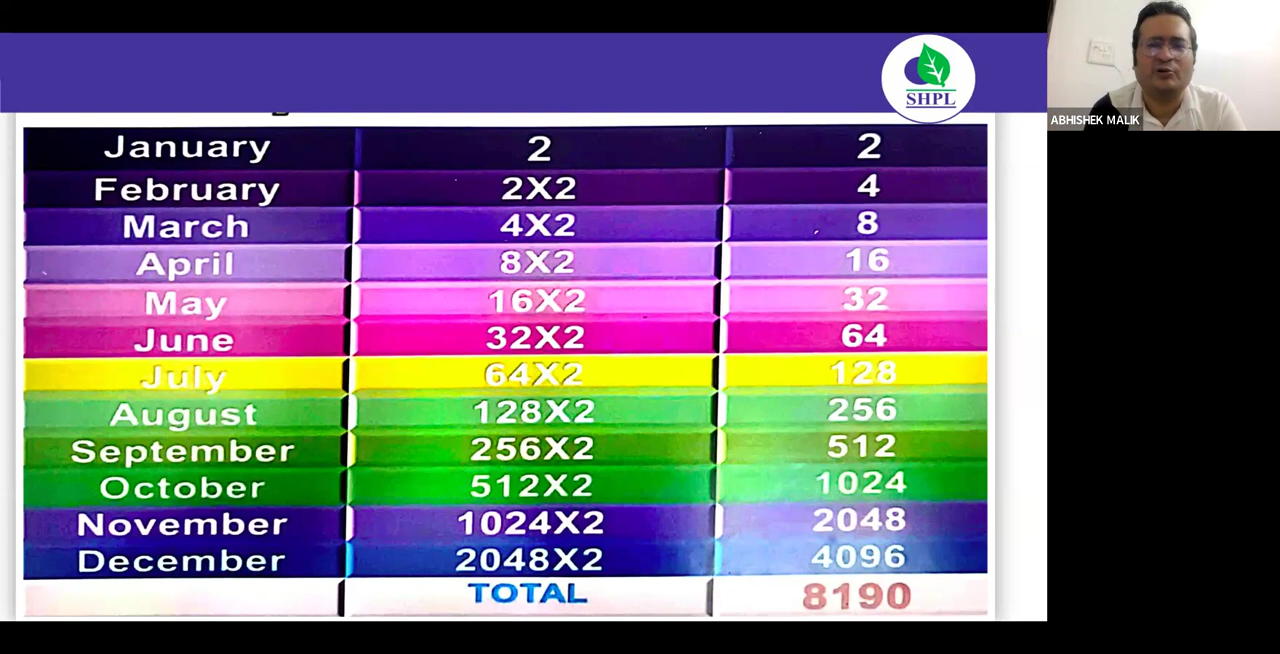 SHPL
ABHISHEK MALIK
January 2 2
February 2X2 4
March 4X2 8
April 8X2 16
May 16X2 32
June 32X2 64
July 64X2 128
August 128X2 256
September 256X2 512
October 512X2 1024
November 1024X2 2048
December 2048X2 4096
TOTAL 8190